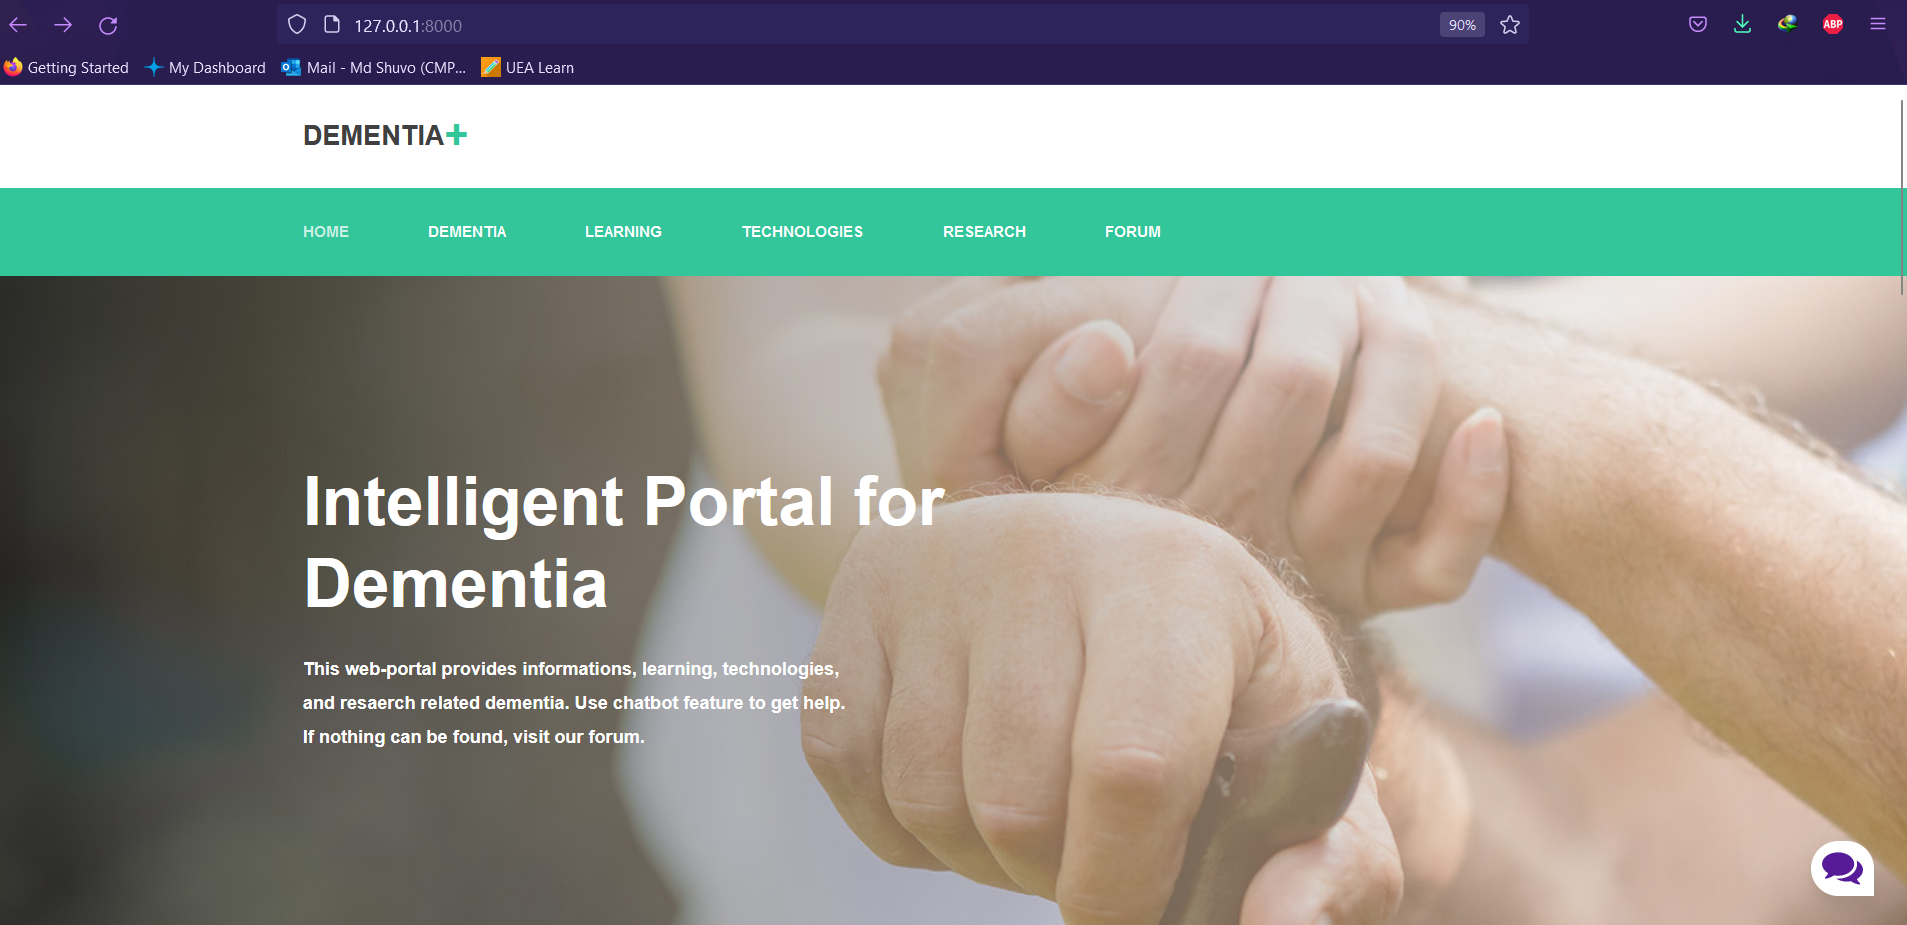 127.0.0.1:8000
90%
ABP
Getting Started
My Dashboard
Mail - Md Shuvo (CMP...
UEA Learn
DEMENTIA+
HOME
DEMENTIA
LEARNING
TECHNOLOGIES
RESEARCH
FORUM
Intelligent Portal for
Dementia
This web-portal provides informations, learning, technologies,
and resaerch related dementia. Use chatbot feature to get help.
If nothing can be found, visit our forum.